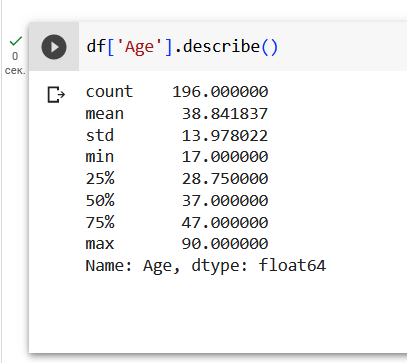 df['Age'].describe()
0
сек.
count    196.000000
mean      38.841837
std       13.978022
min       17.000000
25%       28.750000
50%       37.000000
75%       47.000000
max       90.000000
Name: Age, dtype: float64